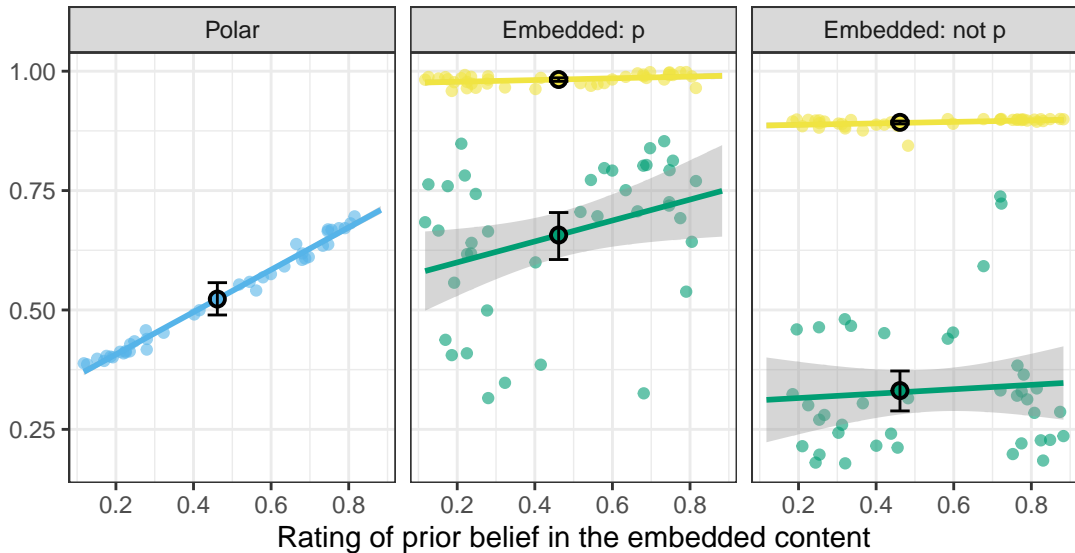 Polar Embedded: p Embedded: not p
1.00
0.75
0.50
0.25
0.2 0.4 0.6 0.8 0.2 0.4 0.6 0.8 0.2 0.4 0.6 0.8
Rating of prior belief in the embedded content